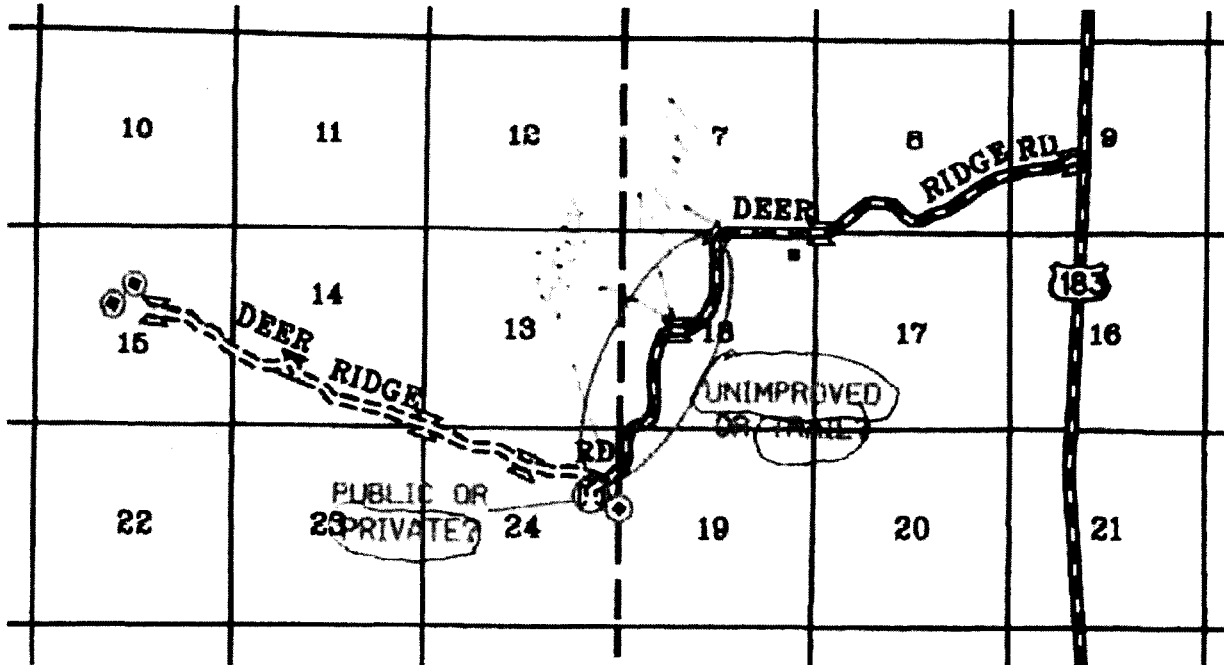 10 11 12 7 8 9
RIDGE RD
DEER
183
14
13 18 17 16
15
DEER RIDGE
UNIMPROVED
OR TRAIL?
RD
PUBLIC OR
PRIVATE?
22 23 24 19 20 21